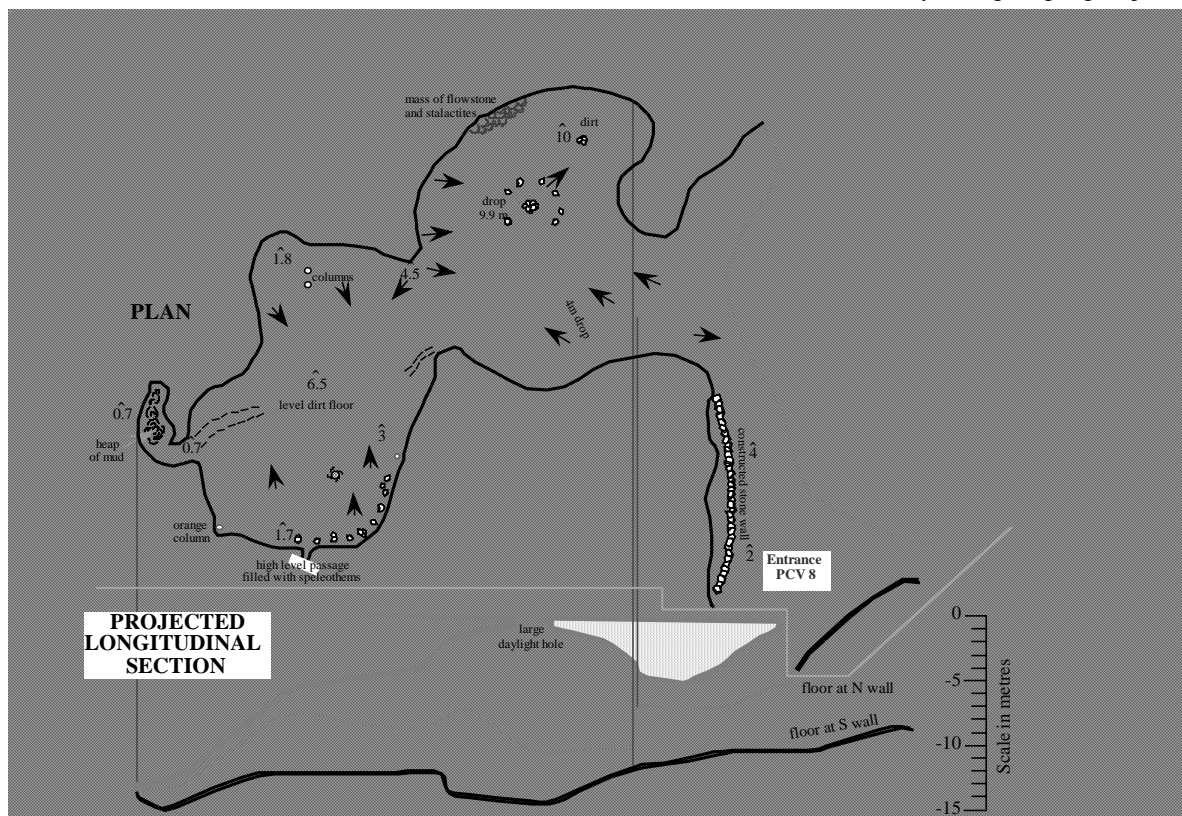 mass of flowstone
and stalactites
dirt
^10
drop
9.9 m
^1.8
columns
^4.5
PLAN
4m drop
^6.5
level dirt floor
^0.7
heap
of mud
^0.7
^3
^4
constructed stone wall
^2
orange
column
^1.7
high level passage
filled with speleothems
Entrance
PCV 8
PROJECTED
LONGITUDINAL
SECTION
large
daylight hole
floor at N wall
floor at S wall
0
-5
-10
-15
Scale in metres